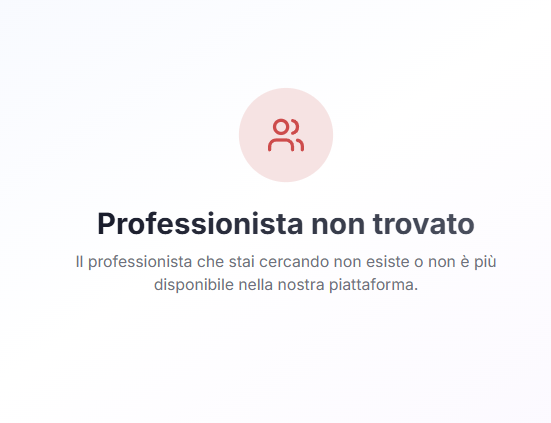 Professionista non trovato
Il professionista che stai cercando non esiste o non è più
disponibile nella nostra piattaforma.